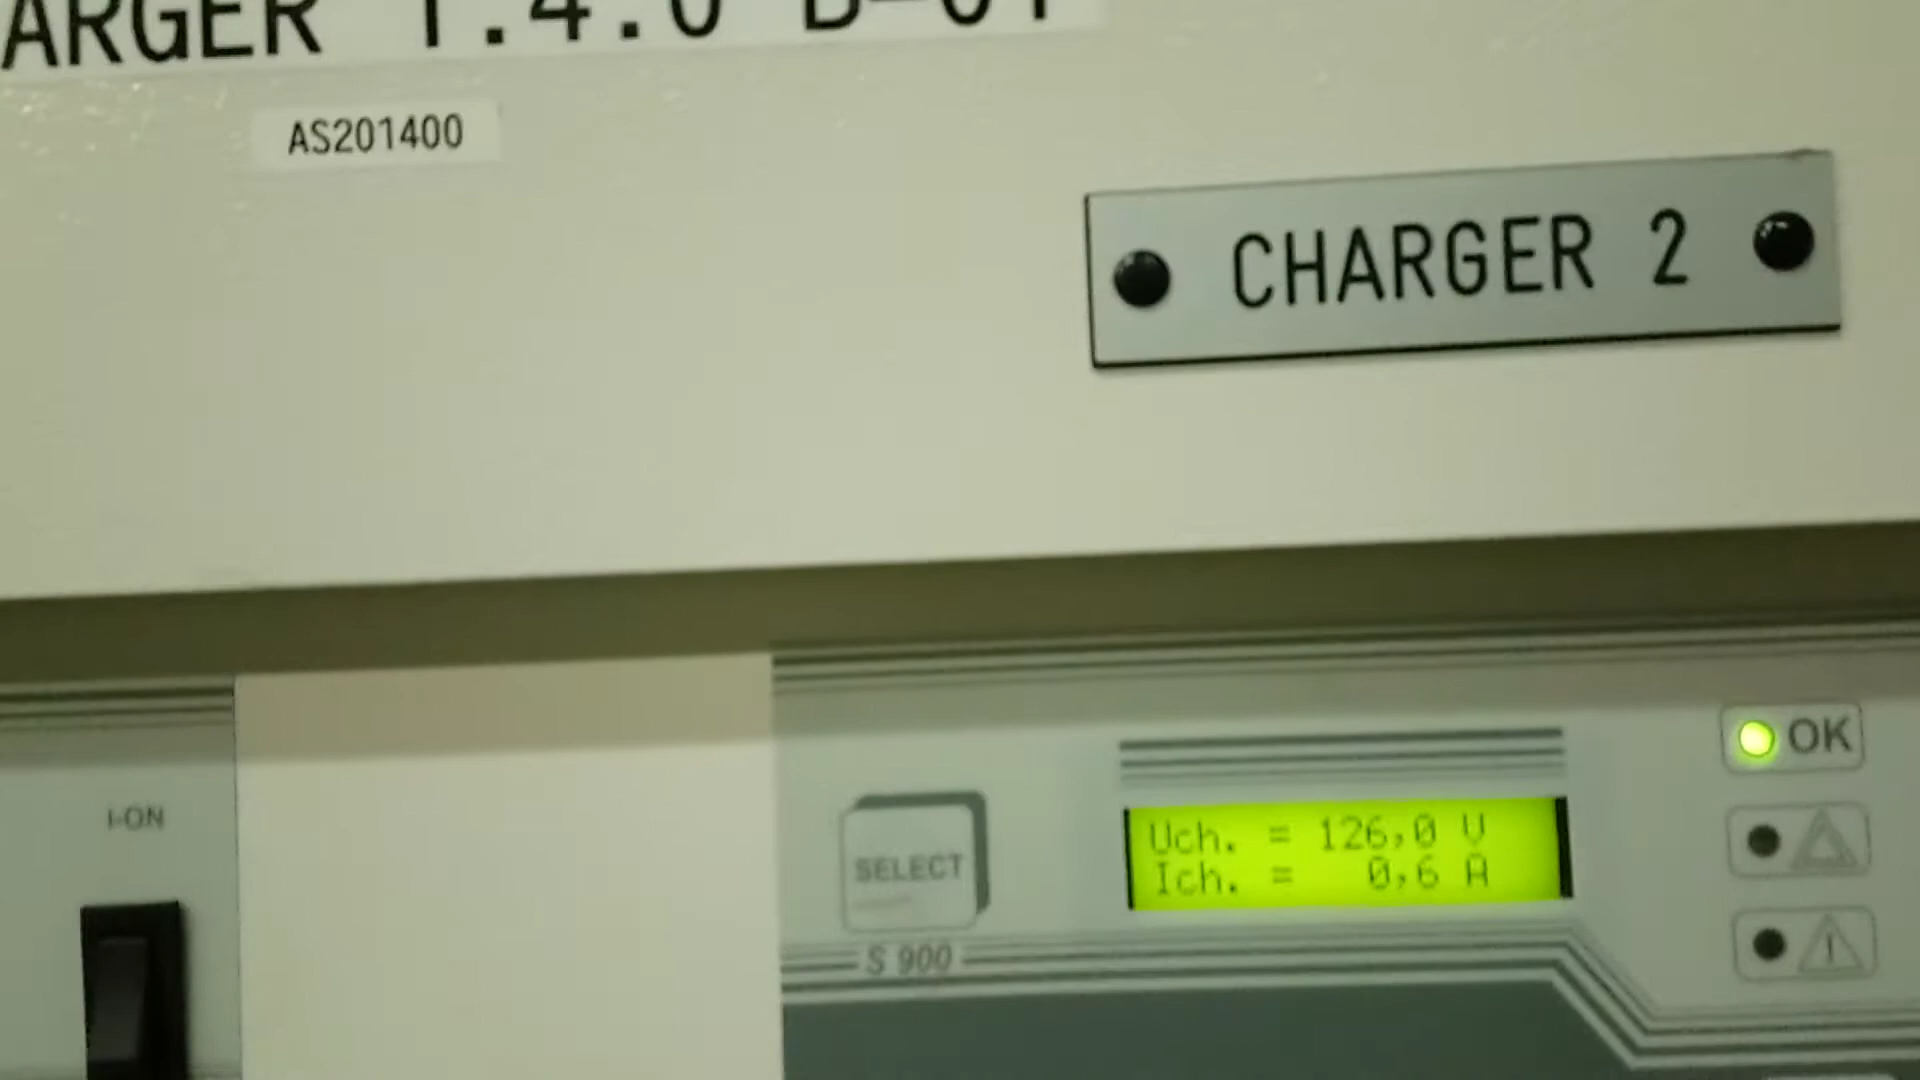 ARGER 1.4.0 B-01
AS201400
CHARGER 2
OK
I-ON
Uch. = 126,0 V
SELECT
Ich. = 0,6 A
S 900